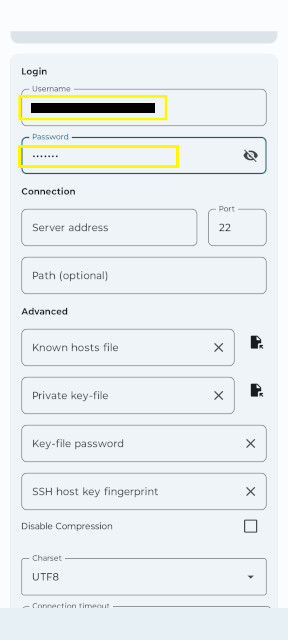 Login
Username
Password
•••••••
Connection
Server address
Port
22
Path (optional)
Advanced
Known hosts file
Private key-file
Key-file password
SSH host key fingerprint
Disable Compression
Charset
UTF8
Connection timeout